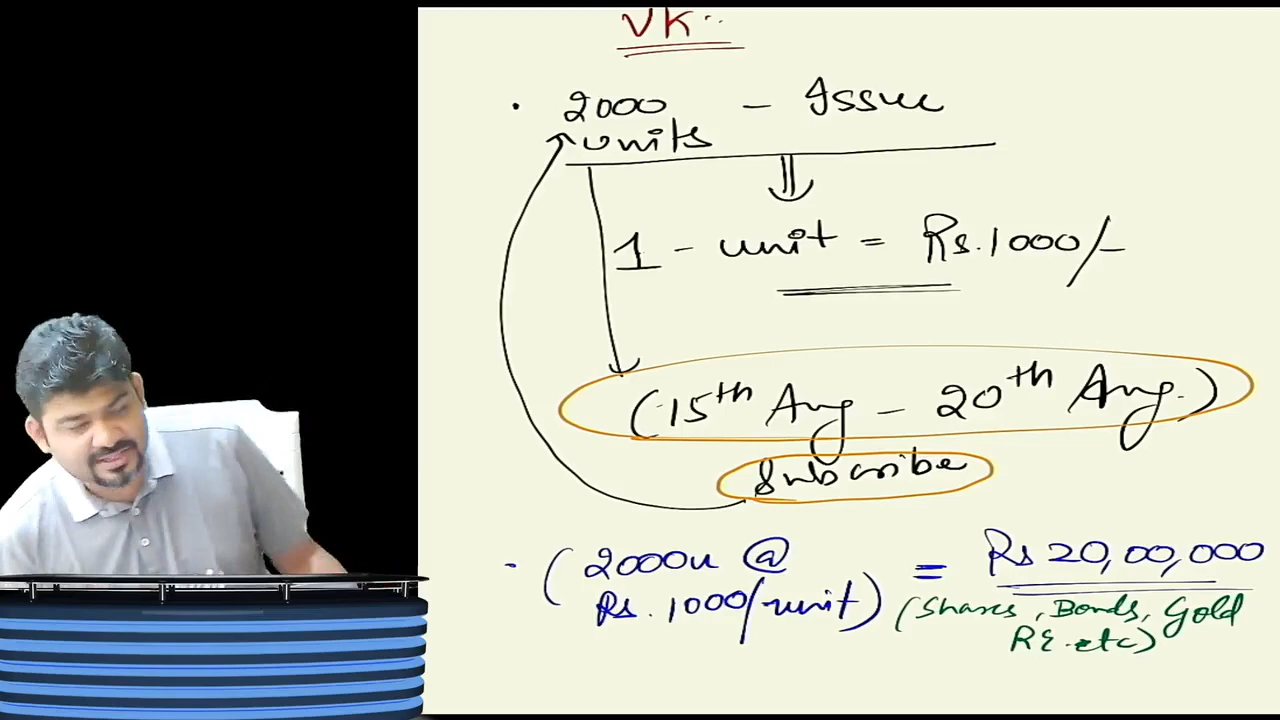 VK..
. 2000 – Issue
units
1 – unit = Rs.1000/-
(15th Aug – 20th Aug.)
Subscribe
. (2000u @ = Rs 20,00,000
Rs.1000/unit) (Shares, Bonds, Gold
RE. etc)